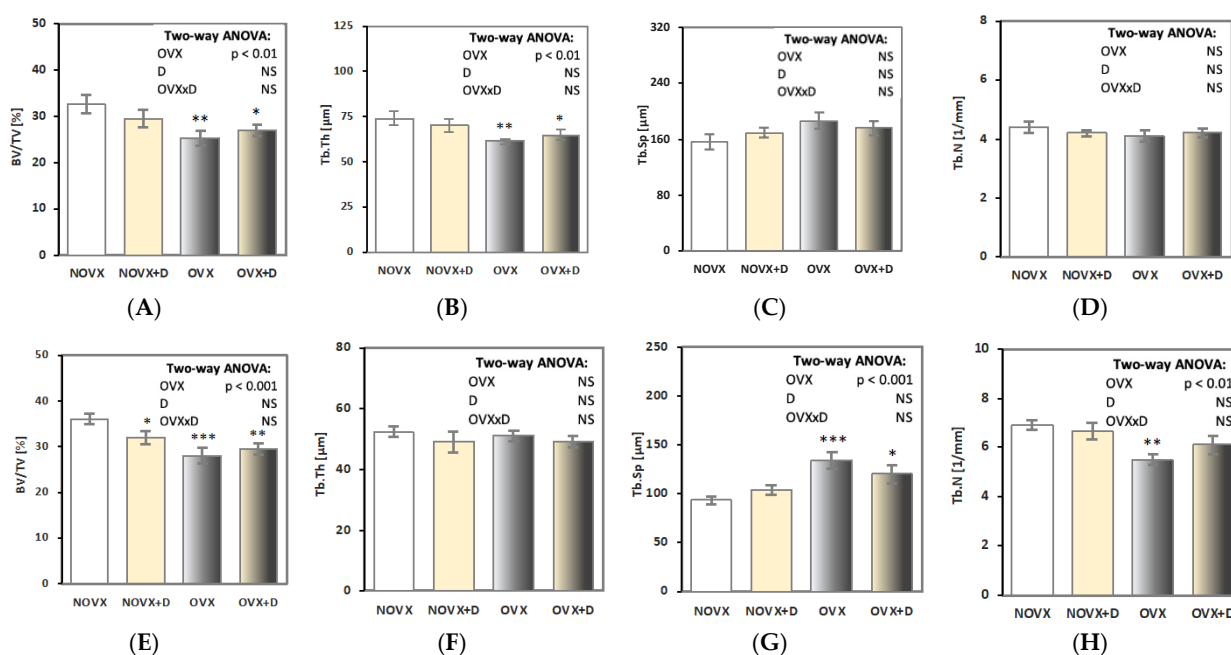 BV/TV [%]
50
40
30
20
10
0
Two-way ANOVA:
OVX p < 0.01
D NS
OVXxD NS
** *
NOVX NOVX+D OVX OVX+D
(A)
Tb.Th [µm]
125
100
75
50
25
0
Two-way ANOVA:
OVX p < 0.01
D NS
OVXxD NS
** *
NOVX NOVX+D OVX OVX+D
(B)
Tb.Sp [µm]
320
240
160
80
0
Two-way ANOVA:
OVX NS
D NS
OVXxD NS
NOVX NOVX+D OVX OVX+D
(C)
Tb.N [1/mm]
8
6
4
2
0
Two-way ANOVA:
OVX NS
D NS
OVXxD NS
NOVX NOVX+D OVX OVX+D
(D)
BV/TV [%]
50
40
30
20
10
0
Two-way ANOVA:
OVX p < 0.001
D NS
OVXxD NS
* *** **
NOVX NOVX+D OVX OVX+D
(E)
Tb.Th [µm]
80
60
40
20
0
Two-way ANOVA:
OVX NS
D NS
OVXxD NS
NOVX NOVX+D OVX OVX+D
(F)
Tb.Sp [µm]
250
200
150
100
50
0
Two-way ANOVA:
OVX p < 0.001
D NS
OVXxD NS
*** *
NOVX NOVX+D OVX OVX+D
(G)
Tb.N [1/mm]
10
8
6
4
2
0
Two-way ANOVA:
OVX p < 0.01
D NS
OVXxD NS
**
NOVX NOVX+D OVX OVX+D
(H)